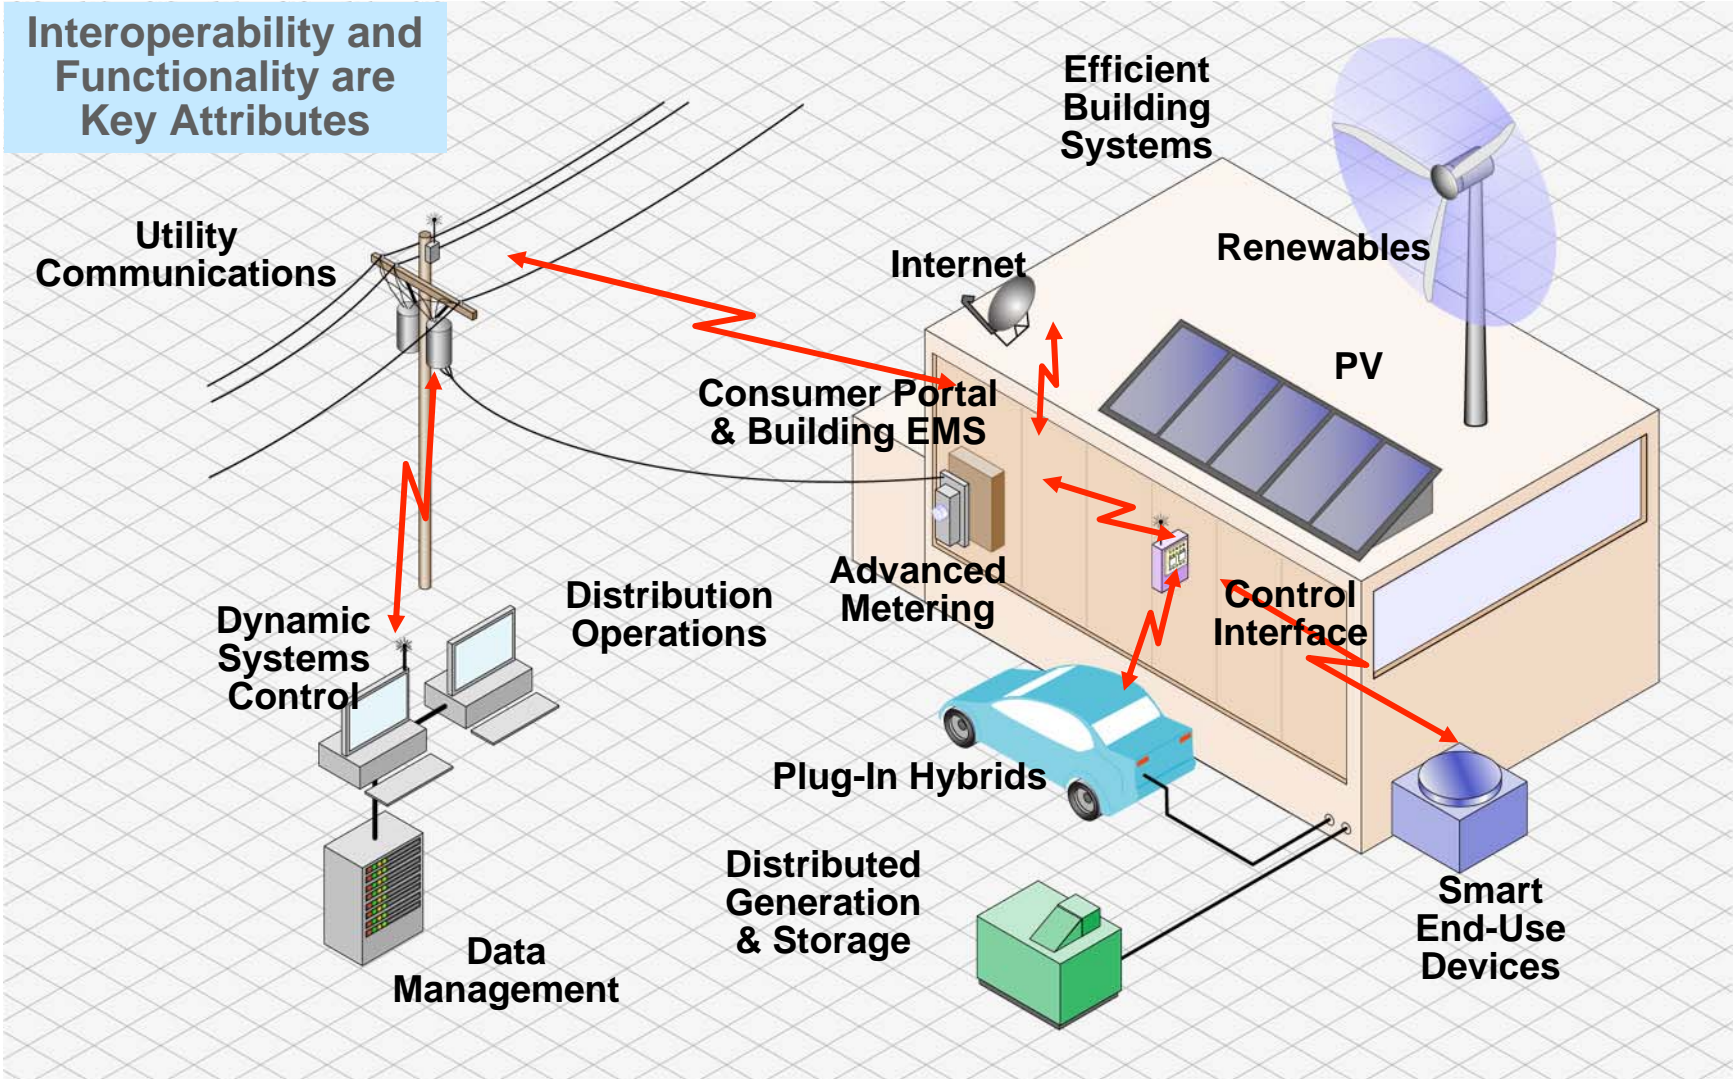 Interoperability and
Functionality are
Key Attributes
Efficient
Building
Systems
Utility
Communications
Internet
Renewables
PV
Consumer Portal
& Building EMS
Advanced
Metering
Control
Interface
Dynamic
Systems
Control
Distribution
Operations
Plug-In Hybrids
Distributed
Generation
& Storage
Smart
End-Use
Devices
Data
Management